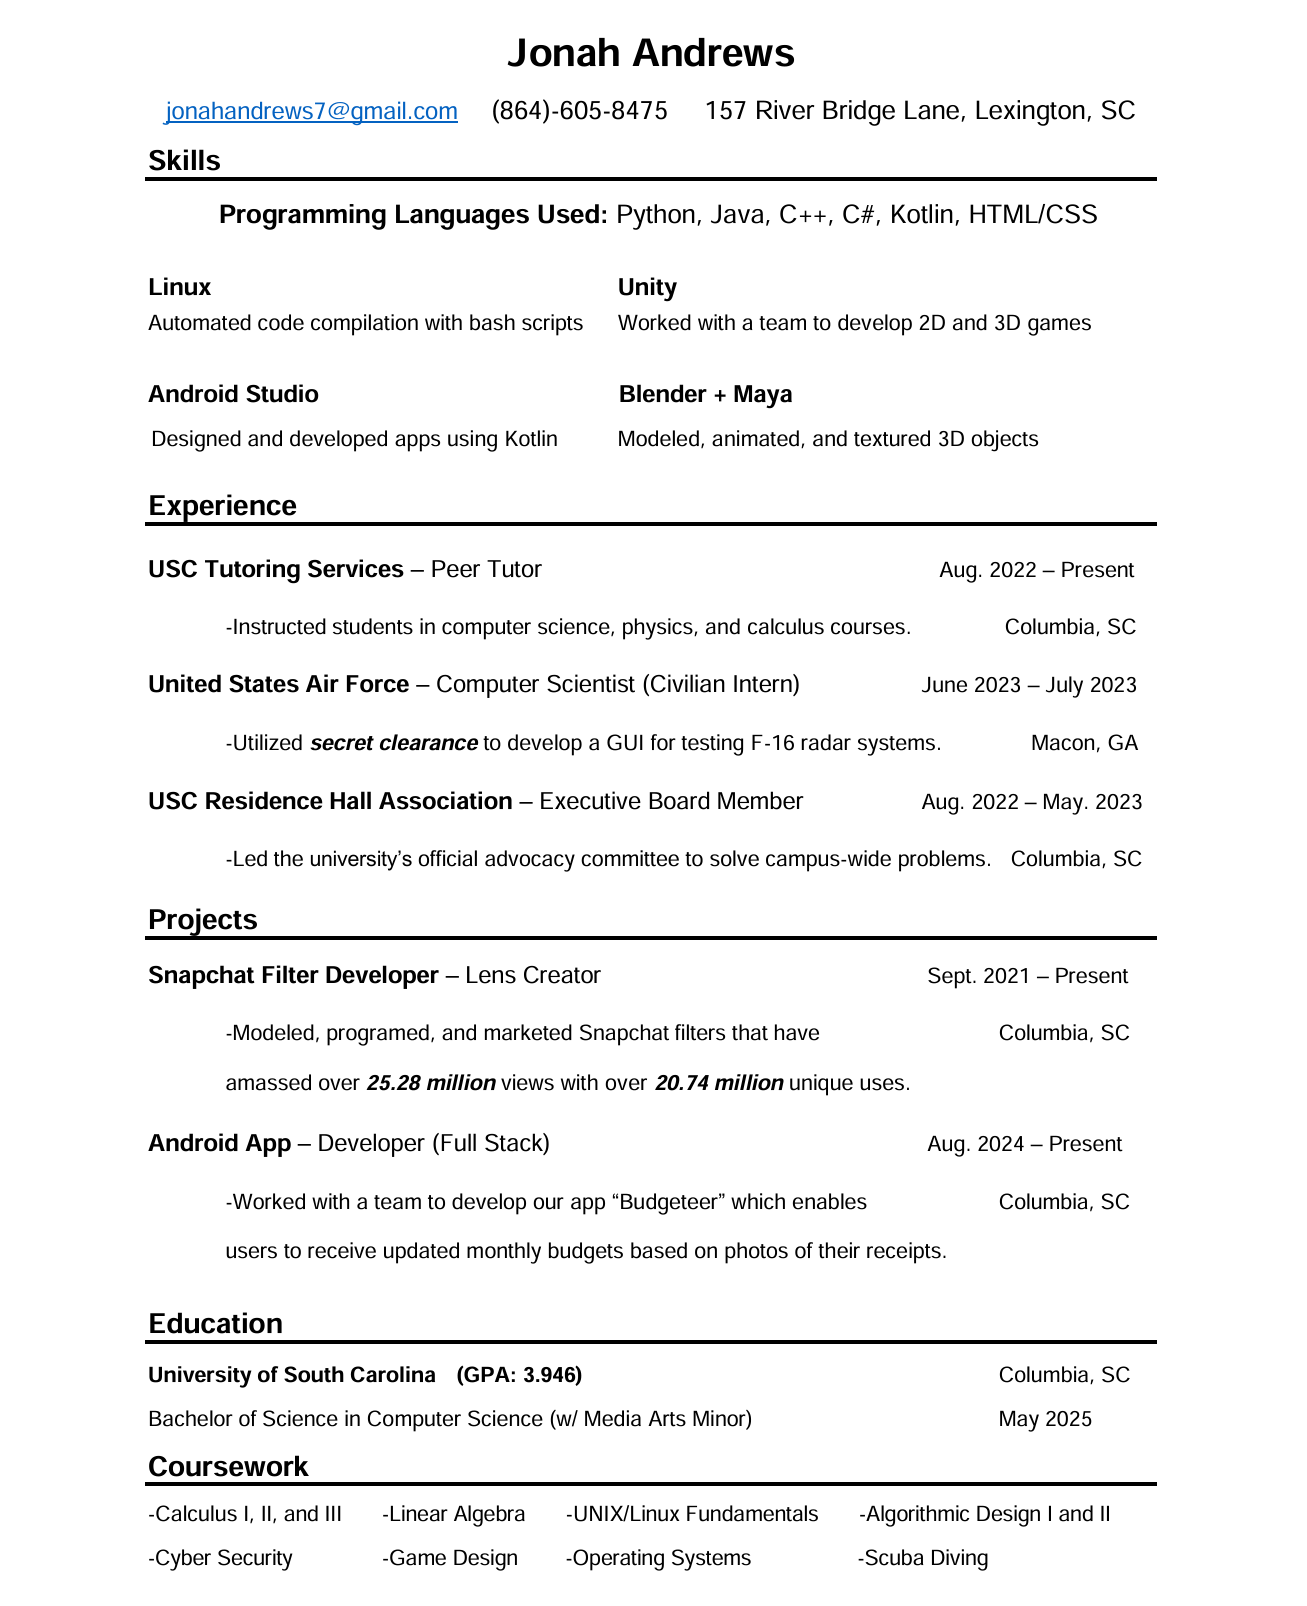 Jonah Andrews
jonahandrews7@gmail.com (864)-605-8475 157 River Bridge Lane, Lexington, SC
Skills
Programming Languages Used: Python, Java, C++, C#, Kotlin, HTML/CSS
Linux Unity
Automated code compilation with bash scripts Worked with a team to develop 2D and 3D games
Android Studio Blender + Maya
Designed and developed apps using Kotlin Modeled, animated, and textured 3D objects
Experience
USC Tutoring Services – Peer Tutor Aug. 2022 – Present
-Instructed students in computer science, physics, and calculus courses. Columbia, SC
United States Air Force – Computer Scientist (Civilian Intern) June 2023 – July 2023
-Utilized secret clearance to develop a GUI for testing F-16 radar systems. Macon, GA
USC Residence Hall Association – Executive Board Member Aug. 2022 – May. 2023
-Led the university’s official advocacy committee to solve campus-wide problems. Columbia, SC
Projects
Snapchat Filter Developer – Lens Creator Sept. 2021 – Present
-Modeled, programed, and marketed Snapchat filters that have Columbia, SC
amassed over 25.28 million views with over 20.74 million unique uses.
Android App – Developer (Full Stack) Aug. 2024 – Present
-Worked with a team to develop our app “Budgeteer” which enables Columbia, SC
users to receive updated monthly budgets based on photos of their receipts.
Education
University of South Carolina (GPA: 3.946) Columbia, SC
Bachelor of Science in Computer Science (w/ Media Arts Minor) May 2025
Coursework
-Calculus I, II, and III -Linear Algebra -UNIX/Linux Fundamentals -Algorithmic Design I and II
-Cyber Security -Game Design -Operating Systems -Scuba Diving